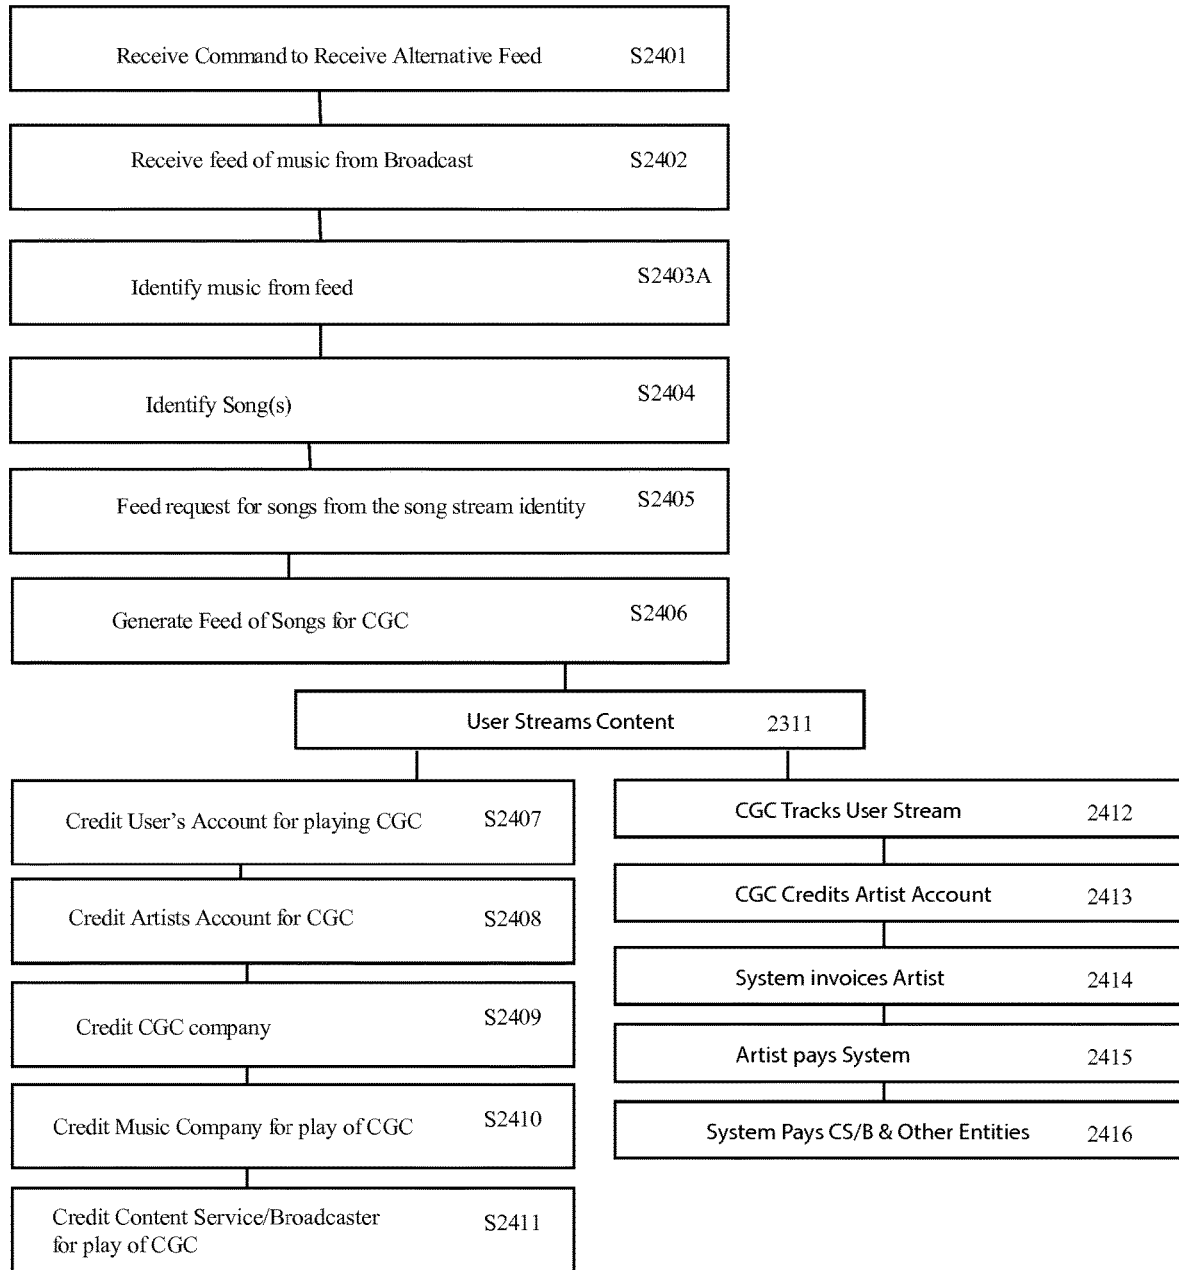 Receive Command to Receive Alternative Feed S2401
Receive feed of music from Broadcast S2402
Identify music from feed S2403A
Identify Song(s) S2404
Feed request for songs from the song stream identity S2405
Generate Feed of Songs for CGC S2406
User Streams Content 2311
Credit User's Account for playing CGC S2407
Credit Artists Account for CGC S2408
Credit CGC company S2409
Credit Music Company for play of CGC S2410
Credit Content Service/Broadcaster
for play of CGC S2411
CGC Tracks User Stream 2412
CGC Credits Artist Account 2413
System invoices Artist 2414
Artist pays System 2415
System Pays CS/B & Other Entities 2416